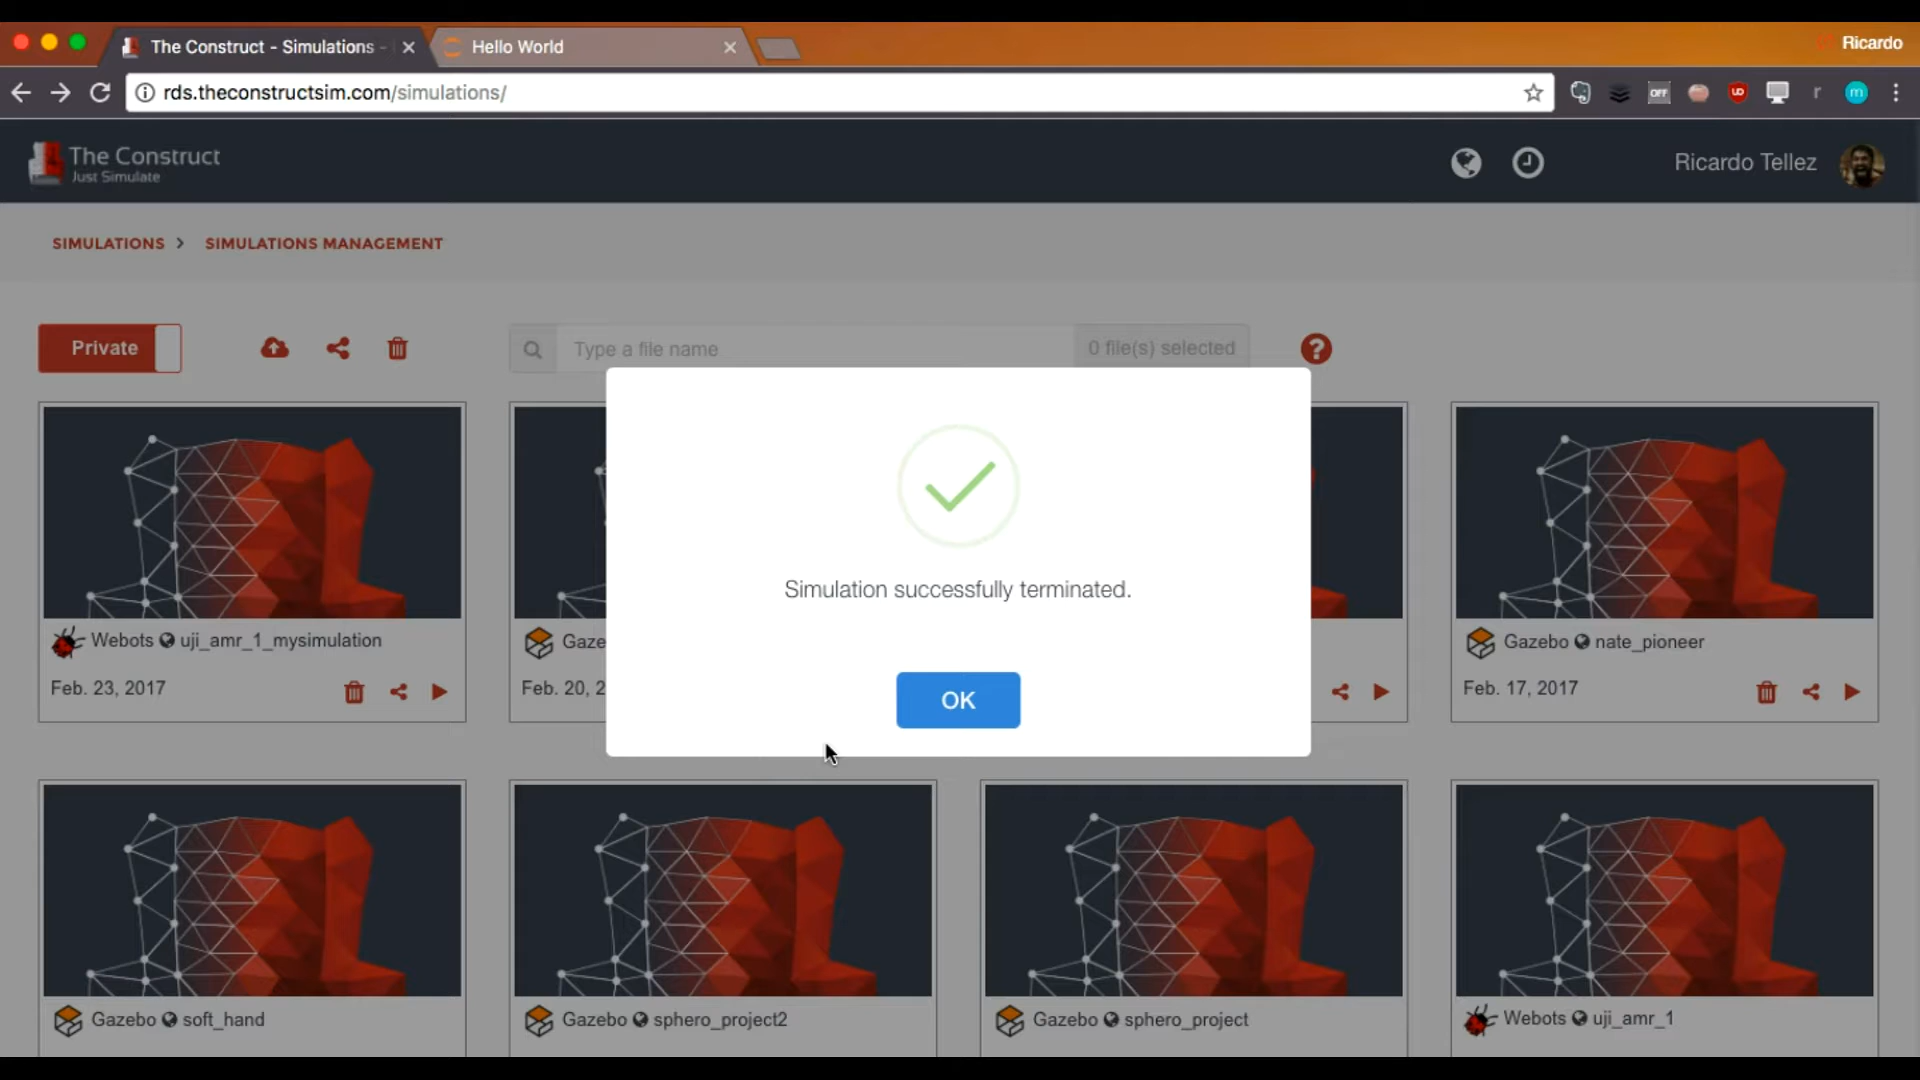 The Construct - Simulations -
Hello World
Ricardo
rds.theconstructsim.com/simulations/
OFF
UD
r
m
The Construct
Just Simulate
Ricardo Tellez
SIMULATIONS > SIMULATIONS MANAGEMENT
Private
Type a file name
0 file(s) selected
?
Simulation successfully terminated.
OK
Webots uji_amr_1_mysimulation
Feb. 23, 2017
Gaze
Feb. 20, 2
Gazebo nate_pioneer
Feb. 17, 2017
Gazebo soft_hand
Gazebo sphero_project2
Gazebo sphero_project
Webots uji_amr_1